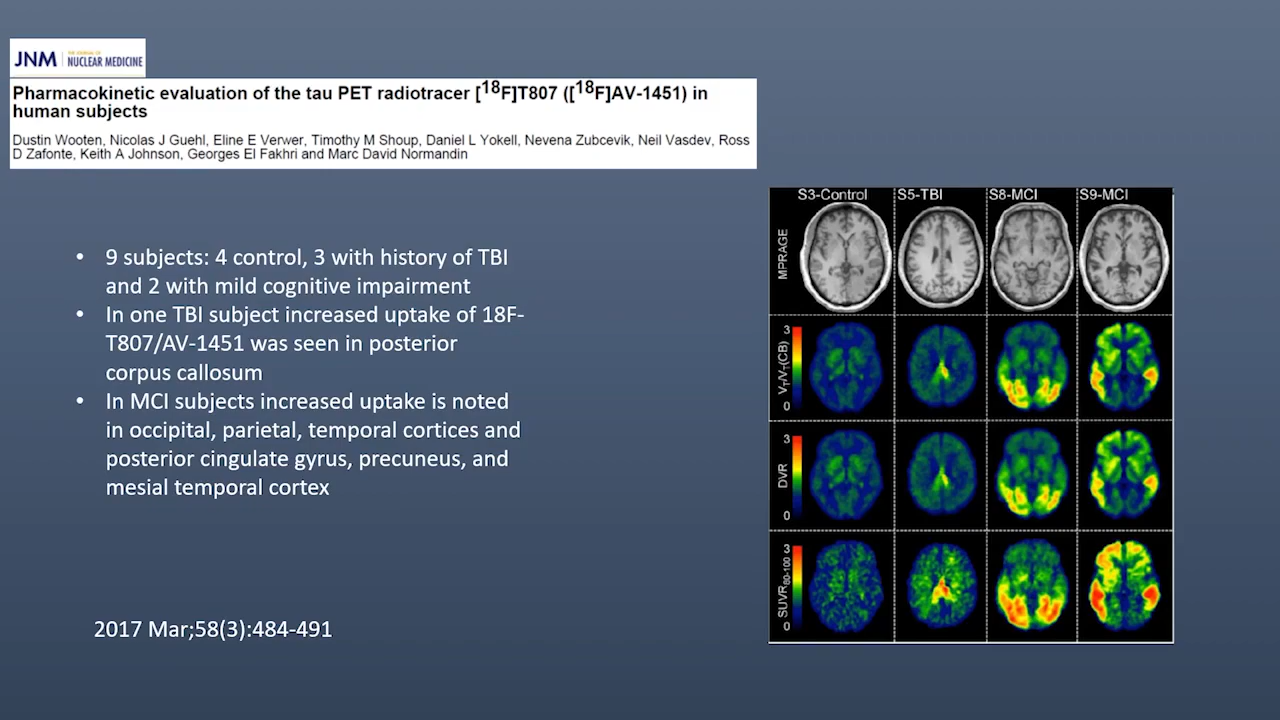 JNM THE JOURNAL OF NUCLEAR MEDICINE
Pharmacokinetic evaluation of the tau PET radiotracer [18F]T807 ([18F]AV-1451) in
human subjects
Dustin Wooten, Nicolas J Guehl, Eline E Verwer, Timothy M Shoup, Daniel L Yokell, Nevena Zubcevik, Neil Vasdev, Ross
D Zafonte, Keith A Johnson, Georges El Fakhri and Marc David Normandin
• 9 subjects: 4 control, 3 with history of TBI
and 2 with mild cognitive impairment
• In one TBI subject increased uptake of 18F-
T807/AV-1451 was seen in posterior
corpus callosum
• In MCI subjects increased uptake is noted
in occipital, parietal, temporal cortices and
posterior cingulate gyrus, precuneus, and
mesial temporal cortex
2017 Mar;58(3):484-491
S3-Control S5-TBI S8-MCI S9-MCI
MPRAGE
3
VT/VT(CB)
0
3
DVR
0
3
SUVR80-100
0